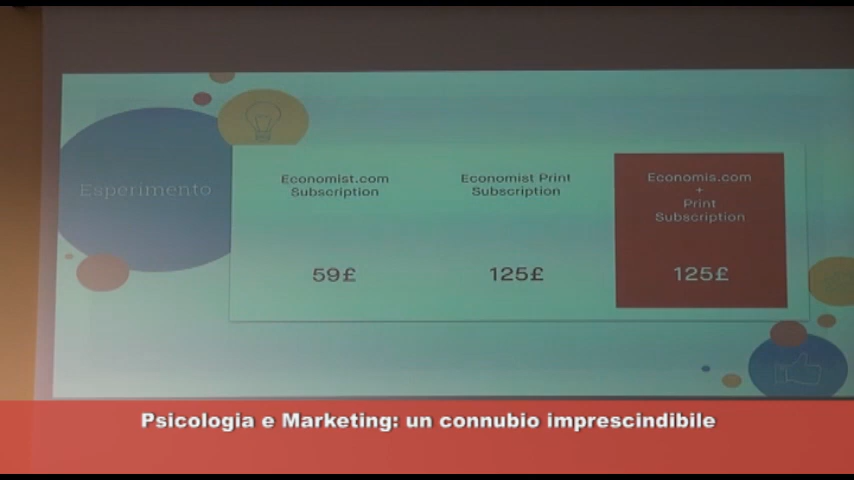 Esperimento
Economist.com
Subscription
59£
Economist Print
Subscription
125£
Economis.com
+
Print
Subscription
125£
Psicologia e Marketing: un connubio imprescindibile